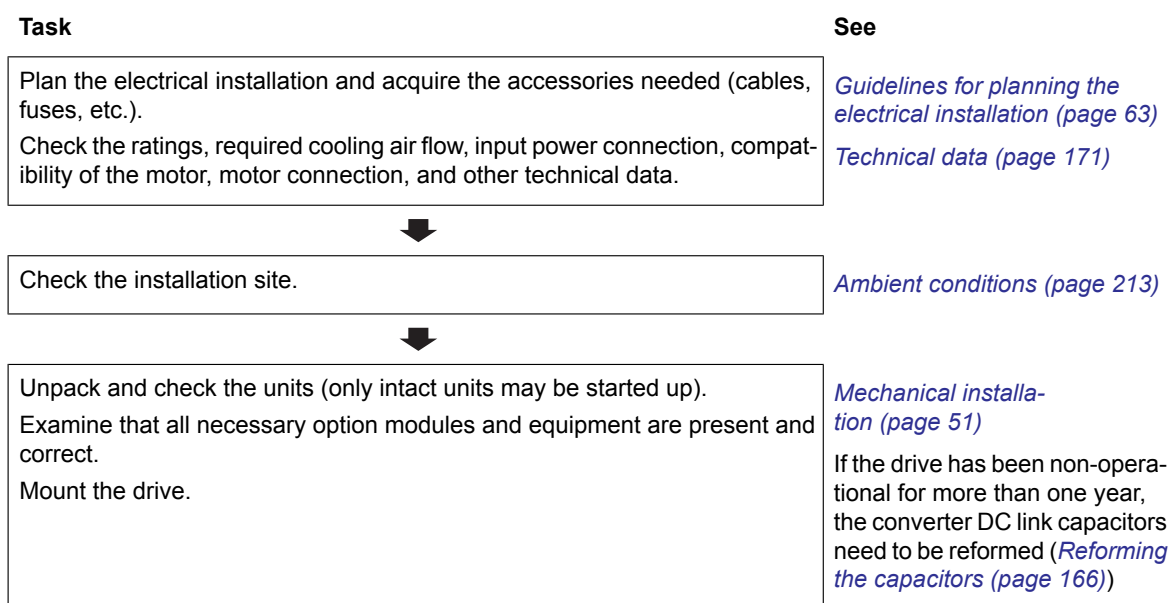 Task
See
Plan the electrical installation and acquire the accessories needed (cables,
fuses, etc.).
Check the ratings, required cooling air flow, input power connection, compat-
ibility of the motor, motor connection, and other technical data.
Guidelines for planning the
electrical installation (page 63)
Technical data (page 171)
Check the installation site.
Ambient conditions (page 213)
Unpack and check the units (only intact units may be started up).
Examine that all necessary option modules and equipment are present and
correct.
Mount the drive.
Mechanical installa-
tion (page 51)
If the drive has been non-opera-
tional for more than one year,
the converter DC link capacitors
need to be reformed (Reforming
the capacitors (page 166))